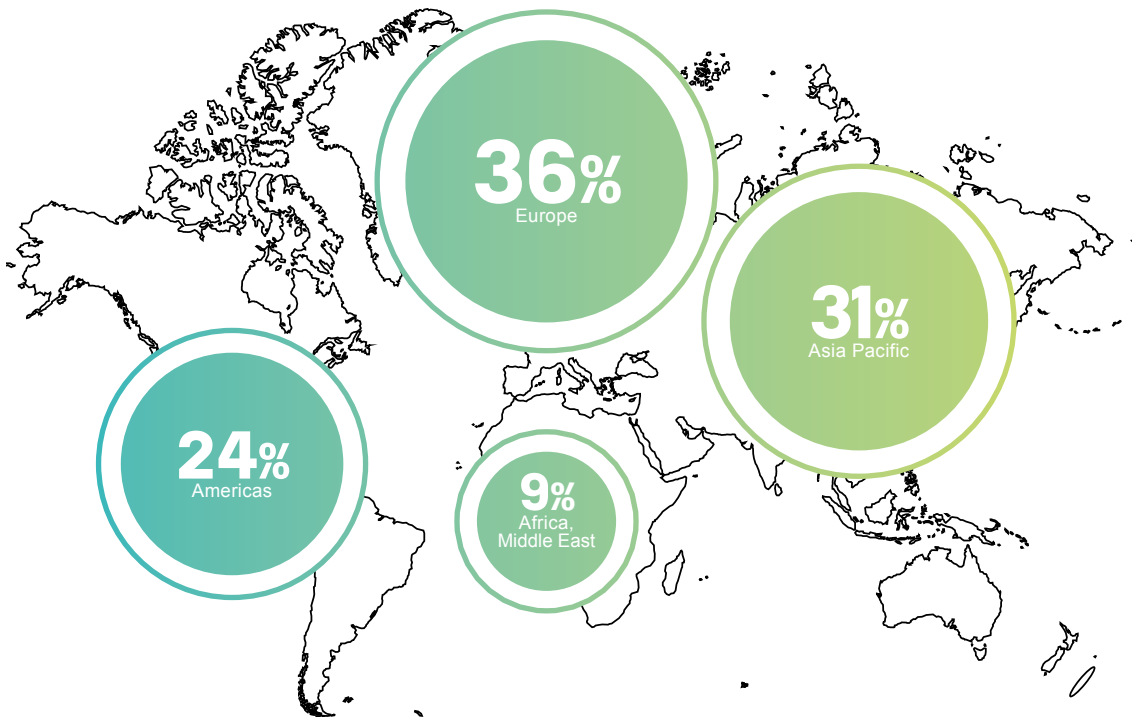 36%
Europe
31%
Asia Pacific
24%
Americas
9%
Africa,
Middle East